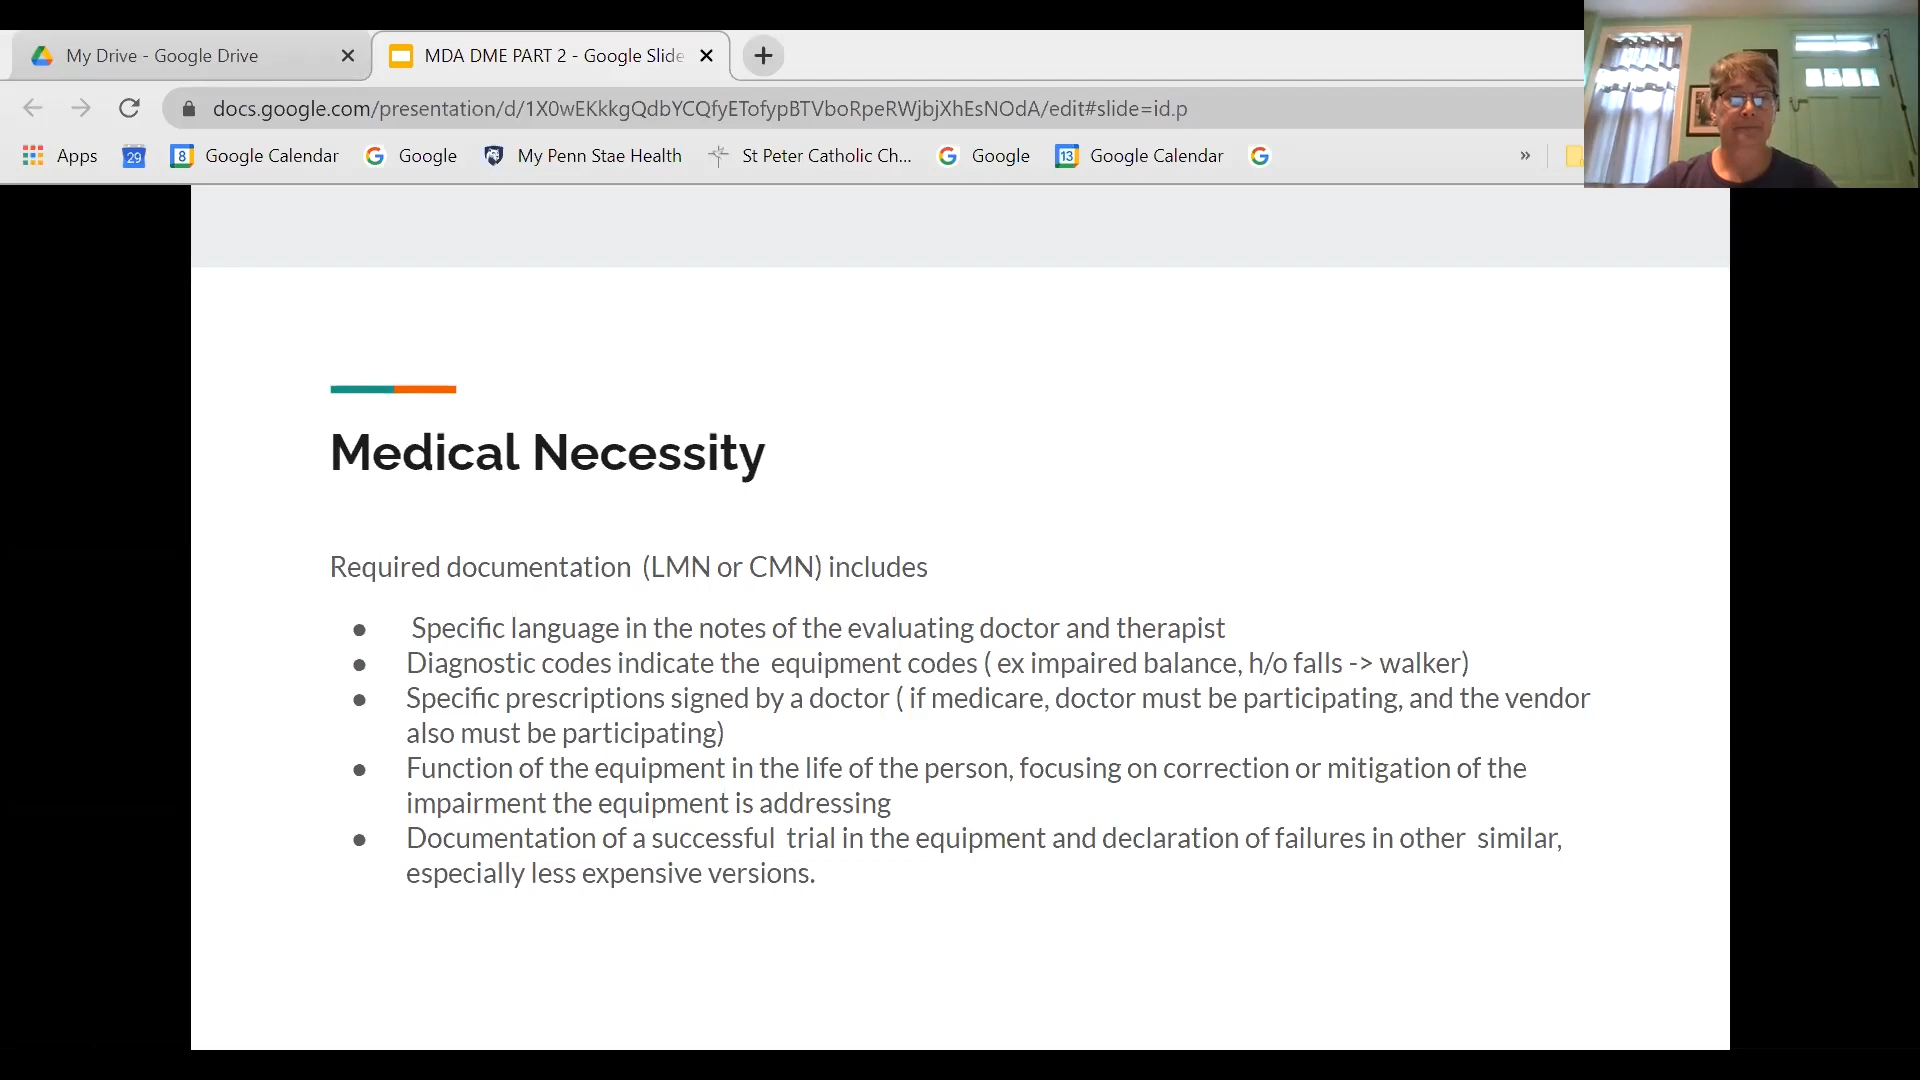 My Drive - Google Drive
MDA DME PART 2 - Google Slide
docs.google.com/presentation/d/1X0wEKkkgQdbYCQfyETofypBTVboRpeRWjbjXhEsNOdA/edit#slide=id.p
Apps 29 8 Google Calendar Google My Penn Stae Health St Peter Catholic Ch... Google 13 Google Calendar »
Medical Necessity
Required documentation (LMN or CMN) includes
● Specific language in the notes of the evaluating doctor and therapist
● Diagnostic codes indicate the equipment codes ( ex impaired balance, h/o falls -> walker)
● Specific prescriptions signed by a doctor ( if medicare, doctor must be participating, and the vendor
also must be participating)
● Function of the equipment in the life of the person, focusing on correction or mitigation of the
impairment the equipment is addressing
● Documentation of a successful trial in the equipment and declaration of failures in other similar,
especially less expensive versions.